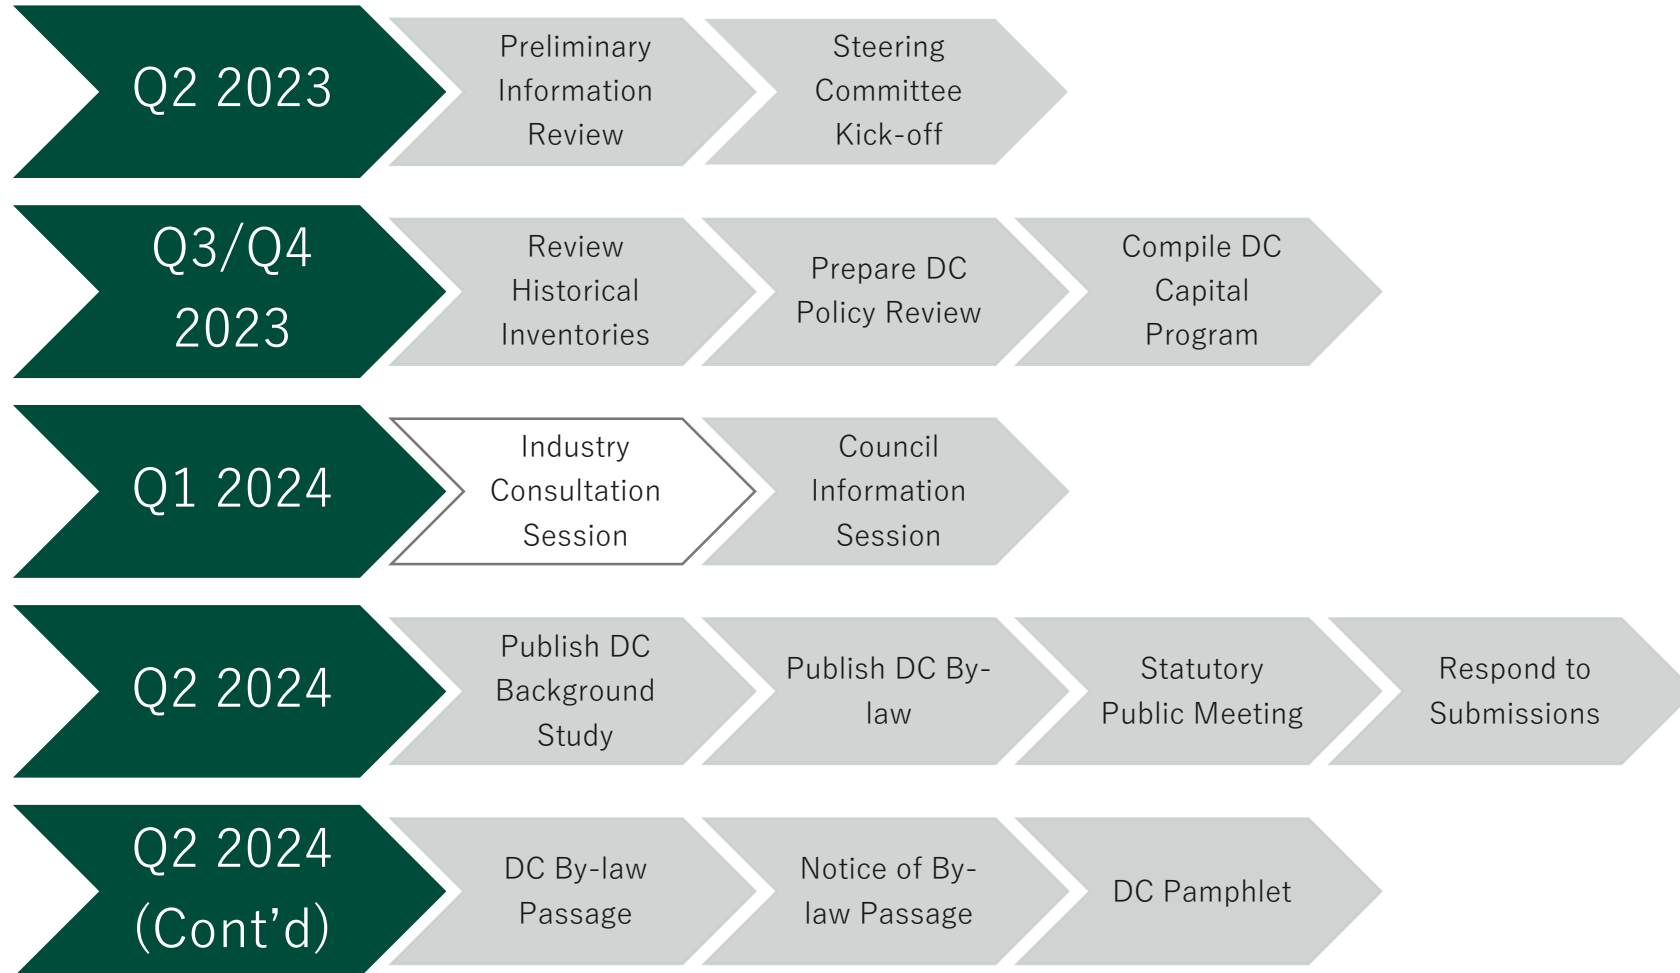 Q2 2023
Preliminary
Information
Review
Steering
Committee
Kick-off
Q3/Q4
2023
Review
Historical
Inventories
Prepare DC
Policy Review
Compile DC
Capital
Program
Q1 2024
Industry
Consultation
Session
Council
Information
Session
Q2 2024
Publish DC
Background
Study
Publish DC By-
law
Statutory
Public Meeting
Respond to
Submissions
Q2 2024
(Cont’d)
DC By-law
Passage
Notice of By-
law Passage
DC Pamphlet